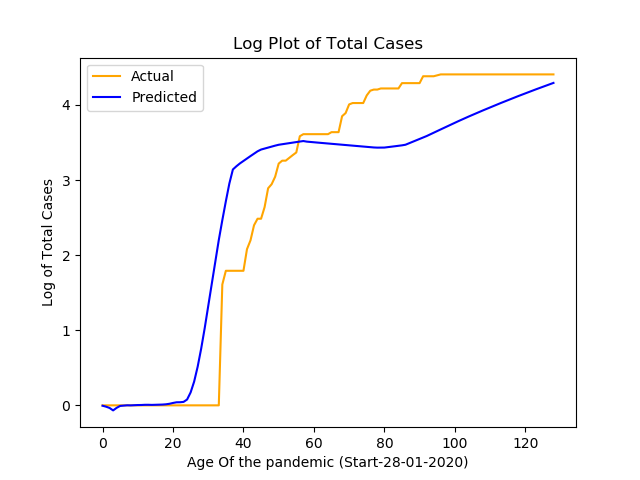 Log Plot of Total Cases
Actual
Predicted
Log of Total Cases
4
3
2
1
0
0 20 40 60 80 100 120
Age Of the pandemic (Start-28-01-2020)